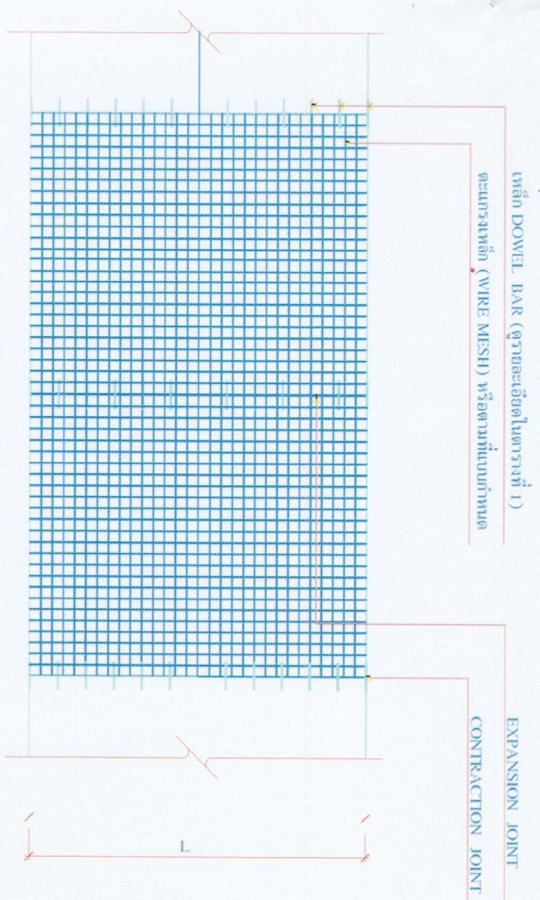 เหล็ก DOWEL BAR (ดูรายละเอียดในตารางที่ 1)
ตะแกรงเหล็ก (WIRE MESH) หรือตามที่แบบกำหนด
EXPANSION JOINT
CONTRACTION JOINT
L